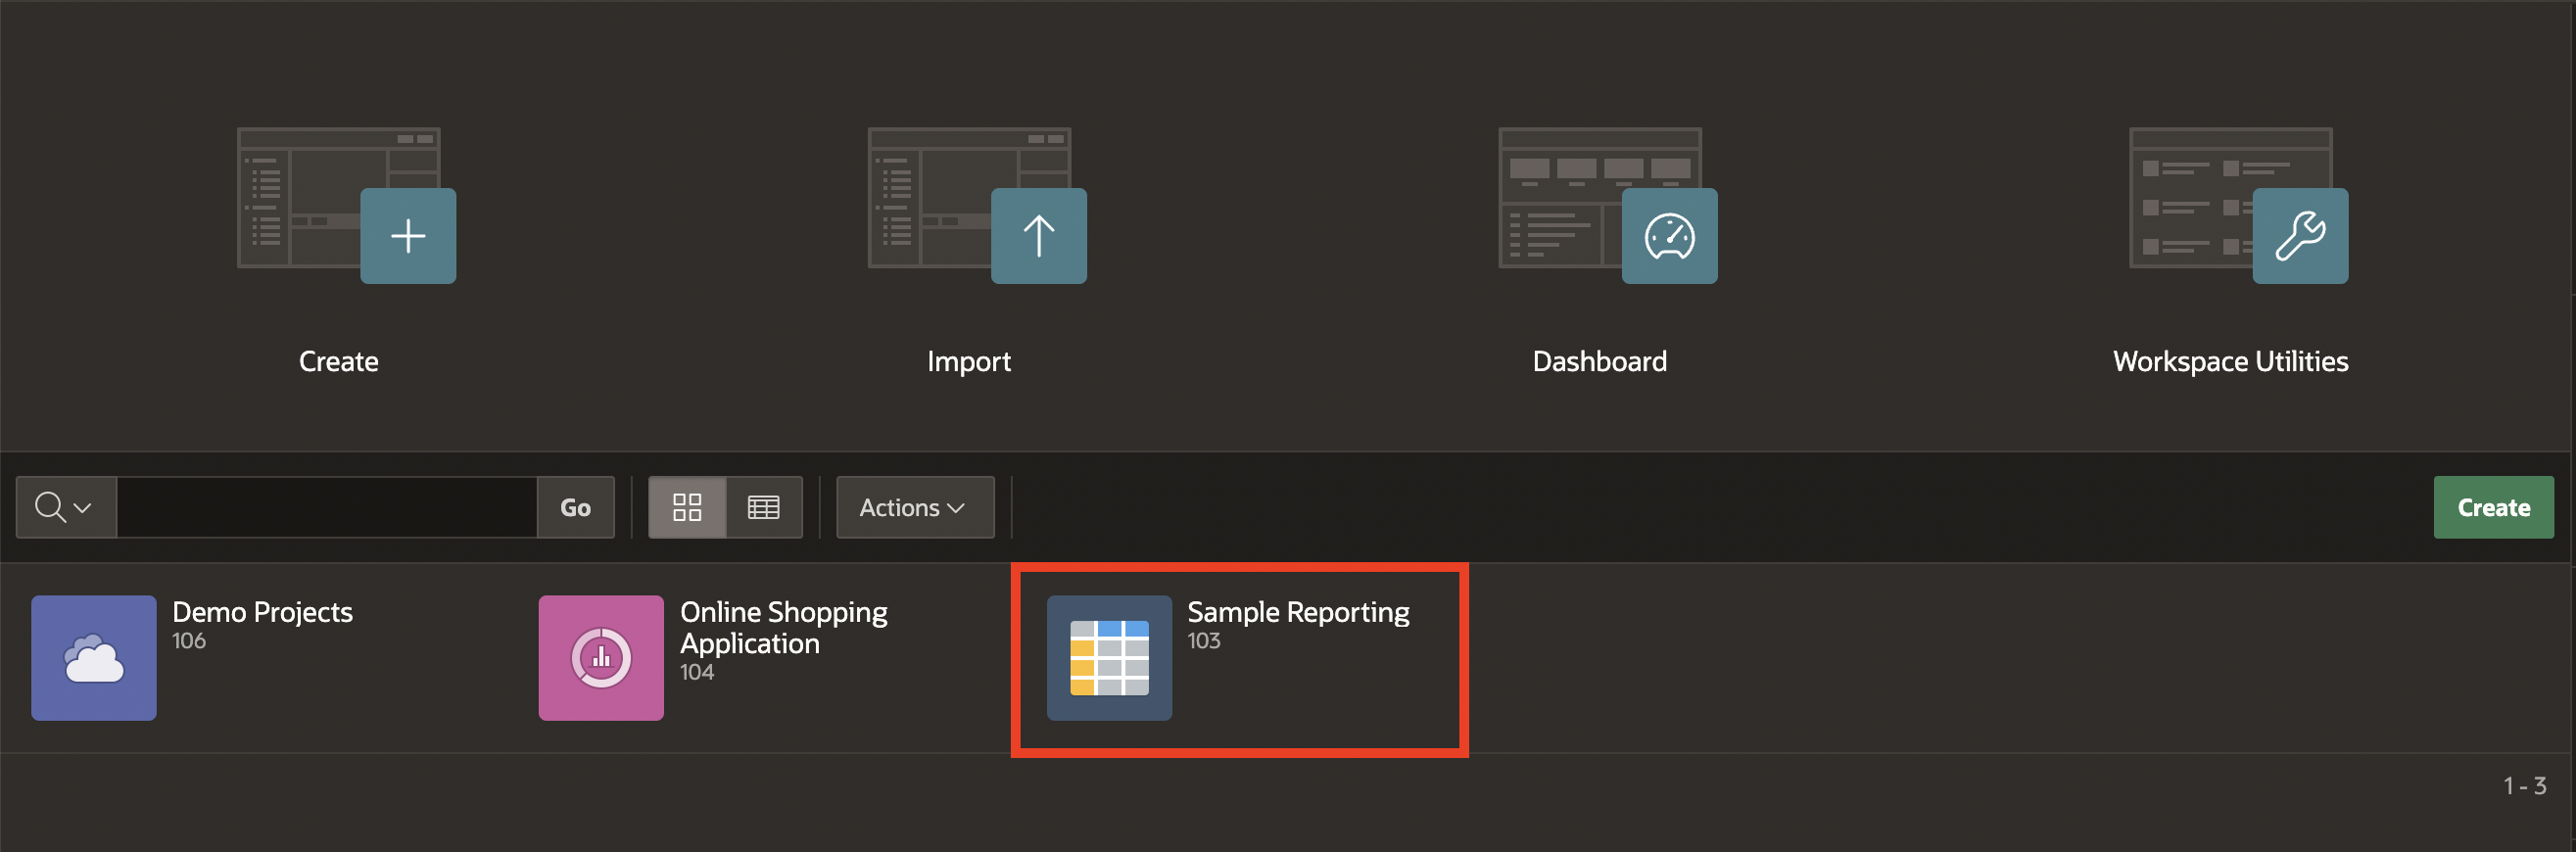 Create
Import
Dashboard
Workspace Utilities
Go
Actions
Create
Demo Projects
106
Online Shopping
Application
104
Sample Reporting
103
1 - 3